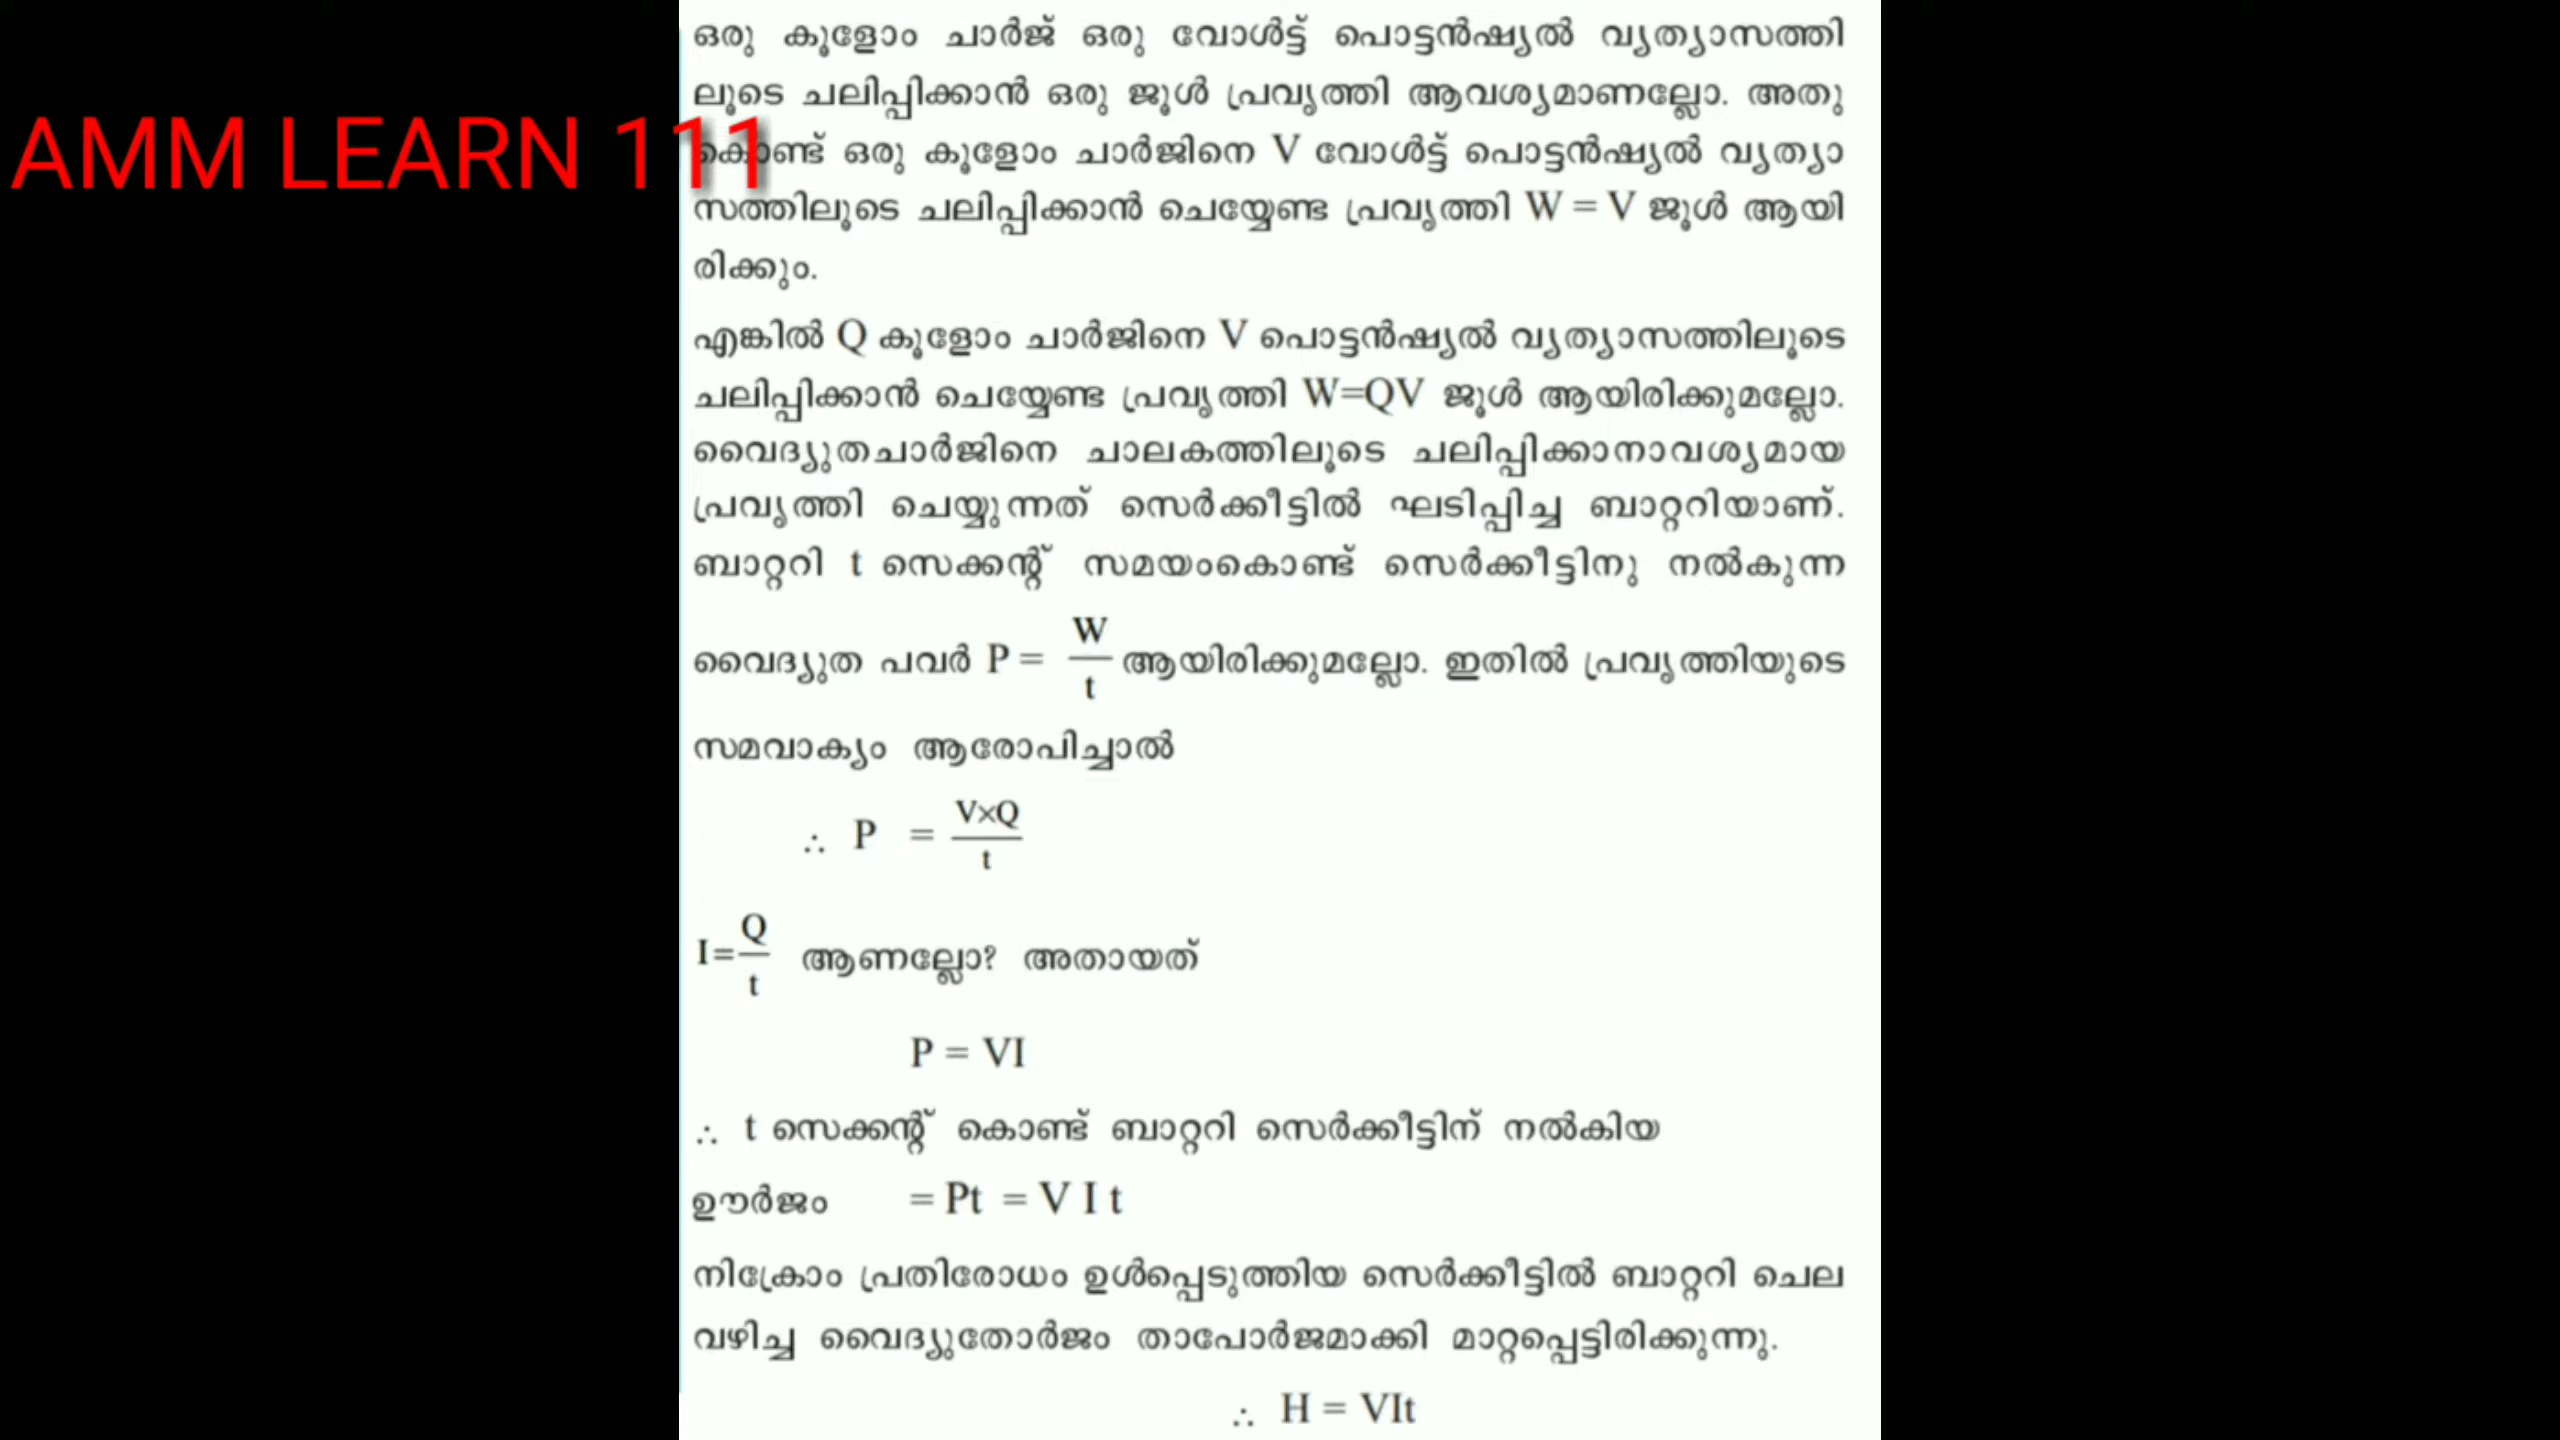 AMM LEARN 111
ഒരു കൂളോം ചാർജ് ഒരു വോൾട്ട് പൊട്ടൻഷ്യൽ വ്യത്യാസത്തി
ലൂടെ ചലിപ്പിക്കാൻ ഒരു ജൂൾ പ്രവൃത്തി ആവശ്യമാണല്ലോ. അതു
കൊണ്ട് ഒരു കൂളോം ചാർജിനെ V വോൾട്ട് പൊട്ടൻഷ്യൽ വ്യത്യാ
സത്തിലൂടെ ചലിപ്പിക്കാൻ ചെയ്യേണ്ട പ്രവൃത്തി W = V ജൂൾ ആയി
രിക്കും.
എങ്കിൽ Q കൂളോം ചാർജിനെ V പൊട്ടൻഷ്യൽ വ്യത്യാസത്തിലൂടെ
ചലിപ്പിക്കാൻ ചെയ്യേണ്ട പ്രവൃത്തി W=QV ജൂൾ ആയിരിക്കുമല്ലോ.
വൈദ്യുതചാർജിനെ ചാലകത്തിലൂടെ ചലിപ്പിക്കാനാവശ്യമായ
പ്രവൃത്തി ചെയ്യുന്നത് സെർക്കീട്ടിൽ ഘടിപ്പിച്ച ബാറ്ററിയാണ്.
ബാറ്ററി t സെക്കന്റ് സമയംകൊണ്ട് സെർക്കീട്ടിനു നൽകുന്ന
വൈദ്യുത പവർ P = W/t ആയിരിക്കുമല്ലോ. ഇതിൽ പ്രവൃത്തിയുടെ
സമവാക്യം ആരോപിച്ചാൽ
∴ P = V×Q/t
I=Q/t ആണല്ലോ? അതായത്
P = VI
∴ t സെക്കന്റ് കൊണ്ട് ബാറ്ററി സെർക്കീട്ടിന് നൽകിയ
ഊർജം = Pt = V I t
നിക്രോം പ്രതിരോധം ഉൾപ്പെടുത്തിയ സെർക്കീട്ടിൽ ബാറ്ററി ചെല
വഴിച്ച വൈദ്യുതോർജം താപോർജമാക്കി മാറ്റപ്പെട്ടിരിക്കുന്നു.
∴ H = VIt